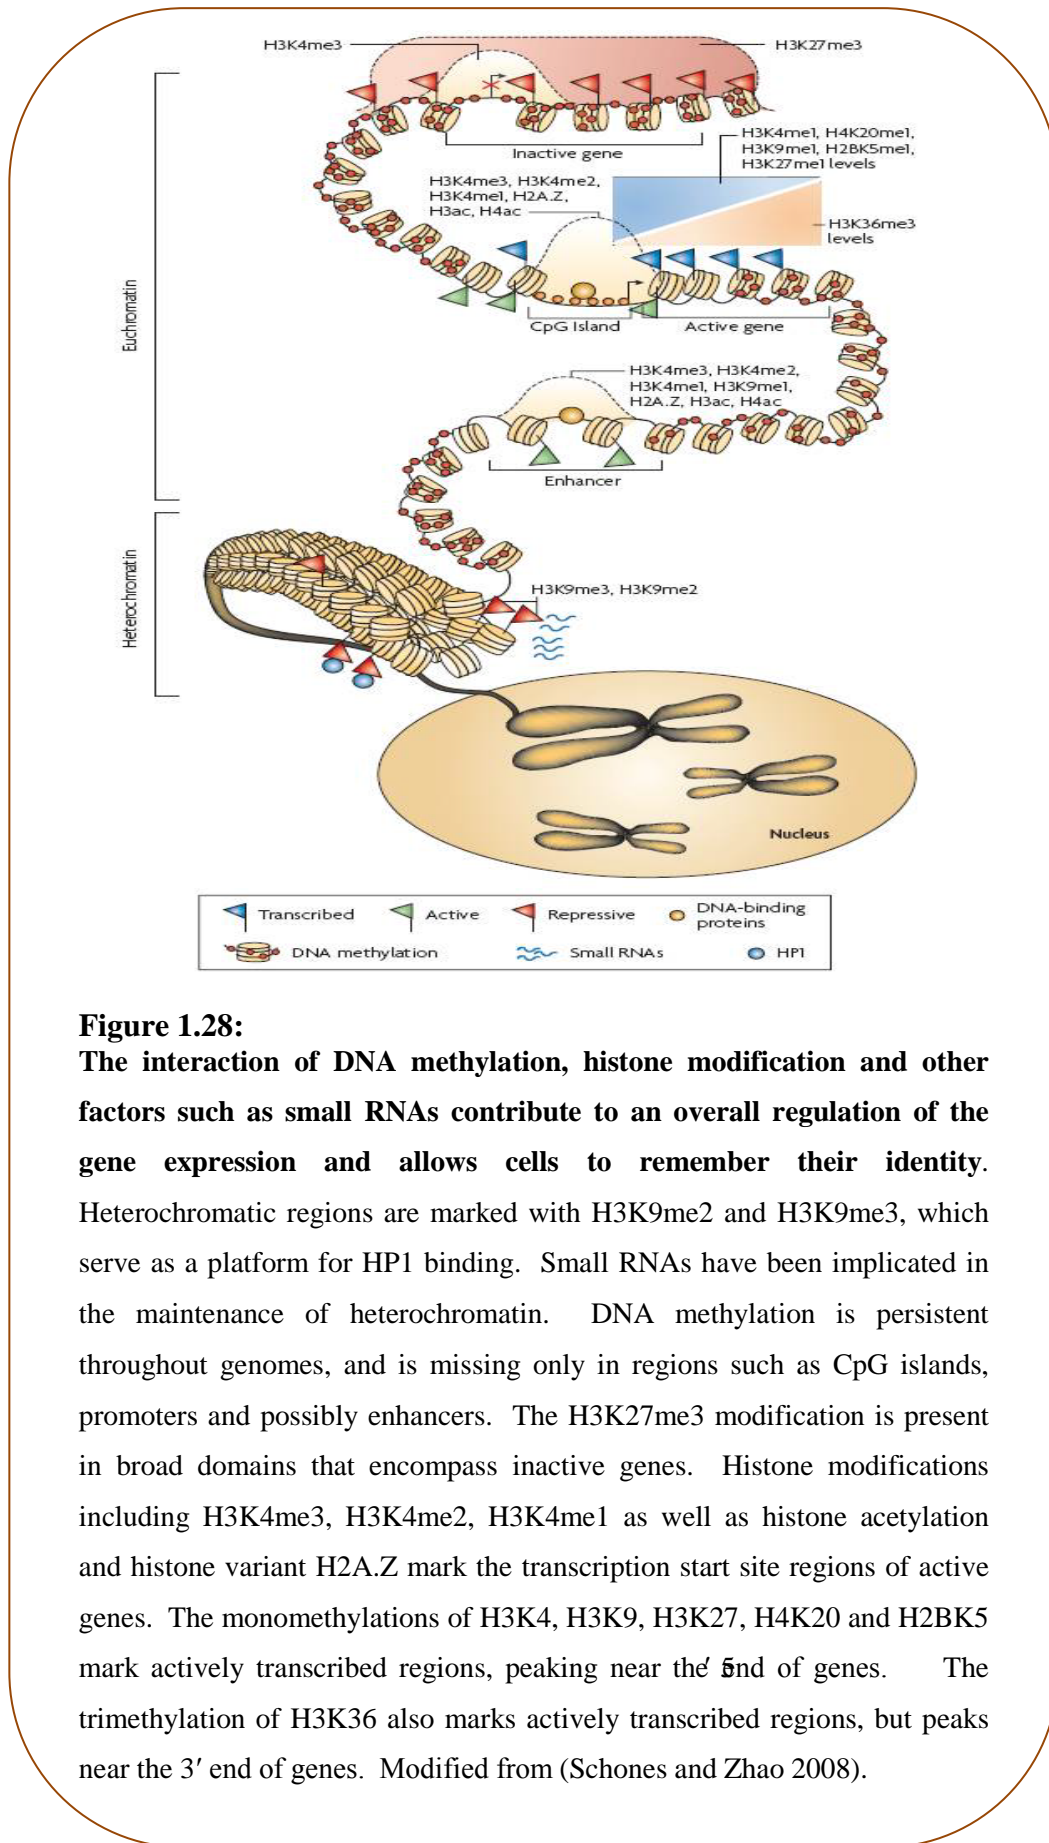 H3K4me3
H3K27me3
Inactive gene
H3K4me1, H4K20me1,
H3K9me1, H2BK5me1,
H3K27me1 levels
H3K4me3, H3K4me2,
H3K4me1, H2A.Z,
H3ac, H4ac
H3K36me3
levels
CpG Island
Active gene
Euchromatin
H3K4me3, H3K4me2,
H3K4me1, H3K9me1,
H2A.Z, H3ac, H4ac
Enhancer
Heterochromatin
H3K9me3, H3K9me2
Nucleus
Transcribed
Active
Repressive
DNA-binding
proteins
DNA methylation
Small RNAs
HP1
Figure 1.28:
The interaction of DNA methylation, histone modification and other
factors such as small RNAs contribute to an overall regulation of the
gene expression and allows cells to remember their identity.
Heterochromatic regions are marked with H3K9me2 and H3K9me3, which
serve as a platform for HP1 binding. Small RNAs have been implicated in
the maintenance of heterochromatin. DNA methylation is persistent
throughout genomes, and is missing only in regions such as CpG islands,
promoters and possibly enhancers. The H3K27me3 modification is present
in broad domains that encompass inactive genes. Histone modifications
including H3K4me3, H3K4me2, H3K4me1 as well as histone acetylation
and histone variant H2A.Z mark the transcription start site regions of active
genes. The monomethylations of H3K4, H3K9, H3K27, H4K20 and H2BK5
mark actively transcribed regions, peaking near the 5′ end of genes. The
trimethylation of H3K36 also marks actively transcribed regions, but peaks
near the 3′ end of genes. Modified from (Schones and Zhao 2008).